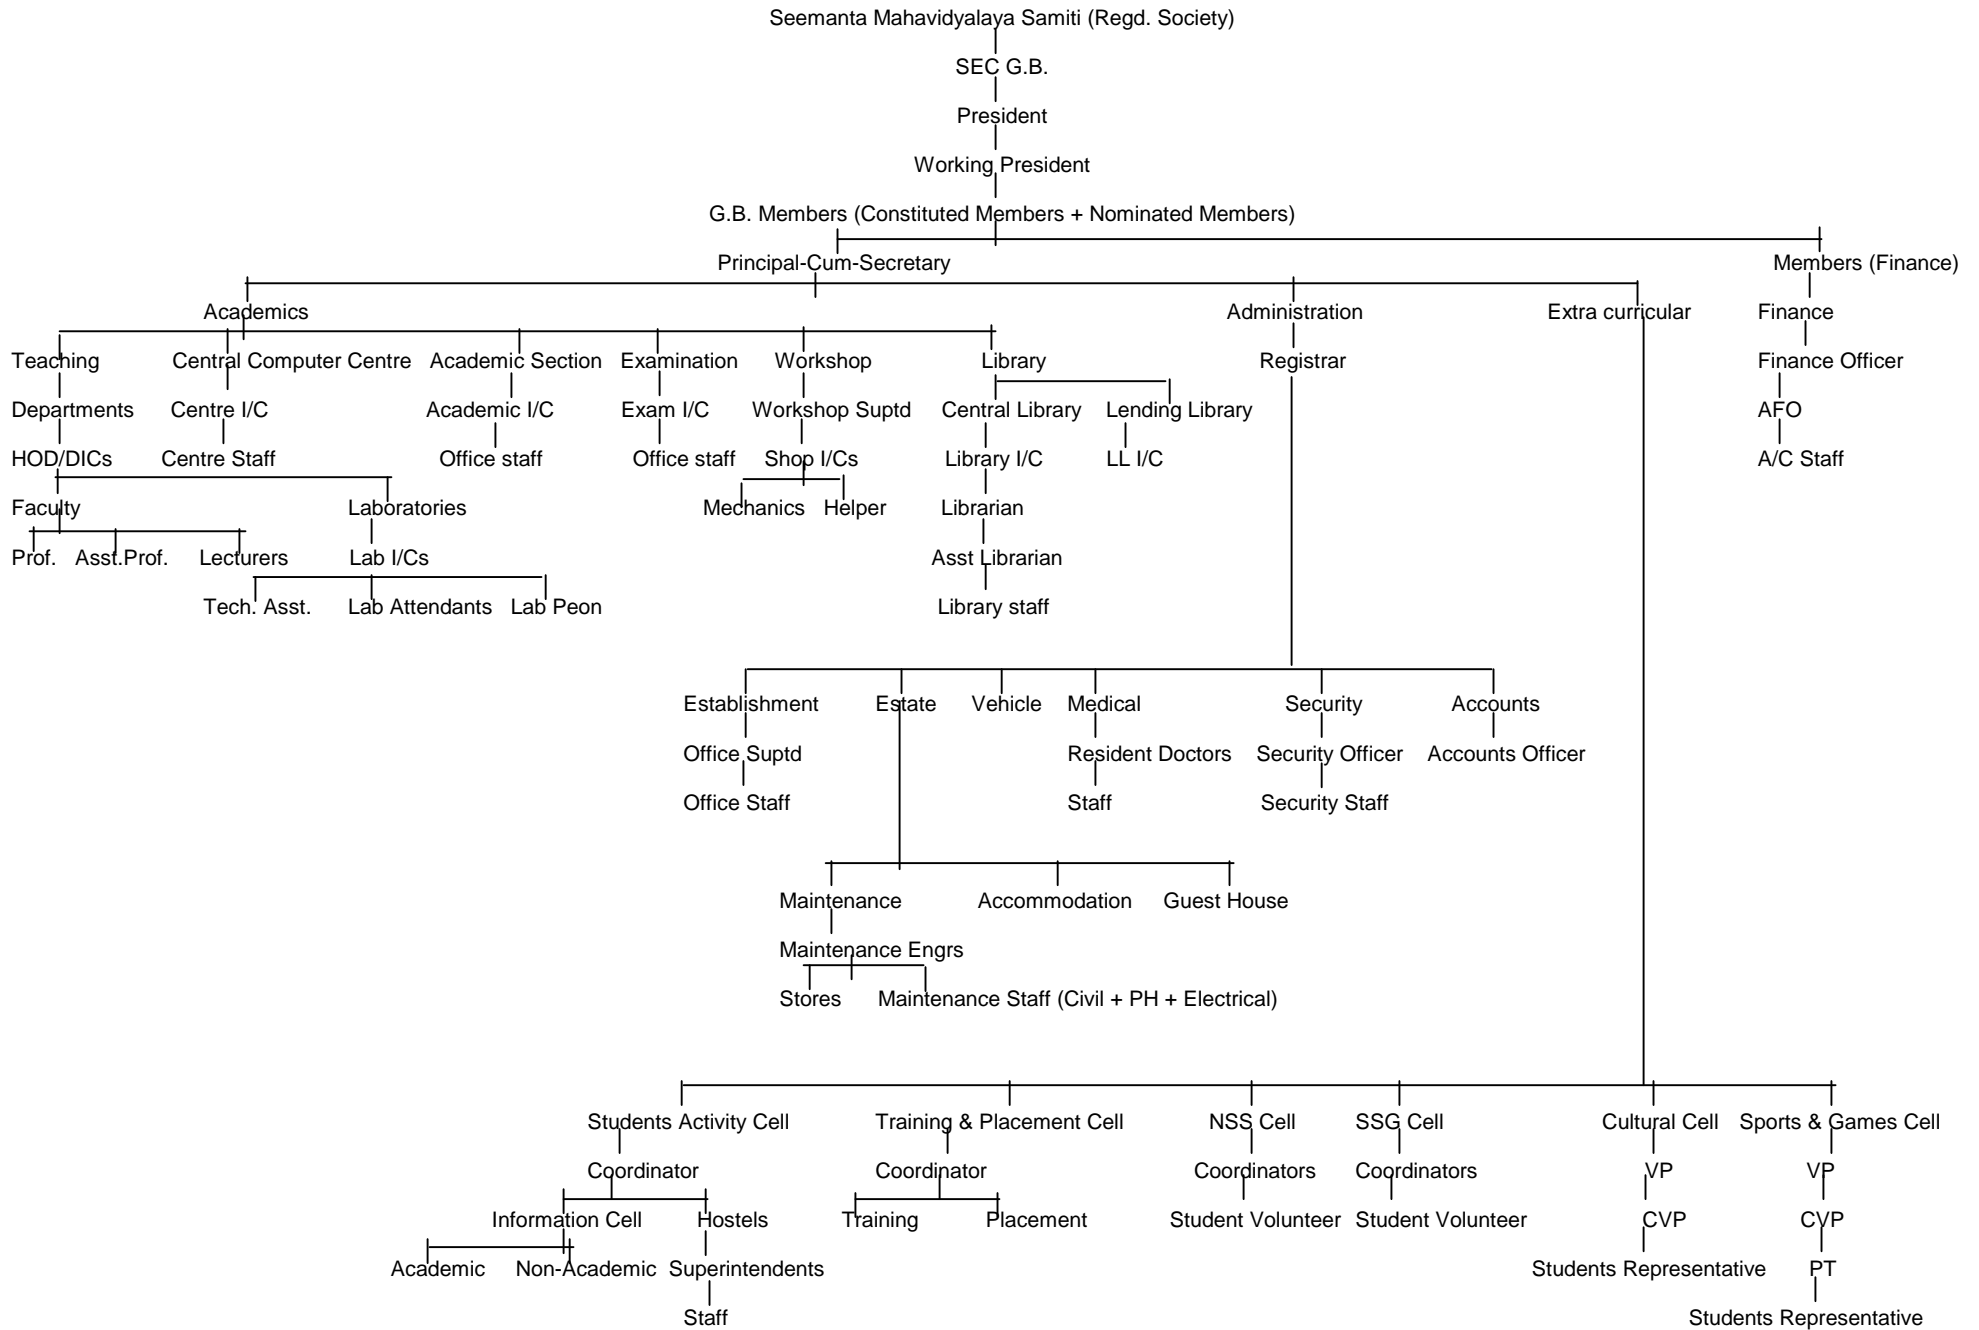 Seemanta Mahavidyalaya Samiti (Regd. Society)
SEC G.B.
President
Working President
G.B. Members (Constituted Members + Nominated Members)
Principal-Cum-Secretary Members (Finance)
Academics Administration Extra curricular Finance
Teaching Central Computer Centre Academic Section Examination Workshop Library Registrar Finance Officer
Departments Centre I/C Academic I/C Exam I/C Workshop Suptd Central Library Lending Library AFO
HOD/DICs Centre Staff Office staff Office staff Shop I/Cs Library I/C LL I/C A/C Staff
Faculty Laboratories Mechanics Helper Librarian
Prof. Asst.Prof. Lecturers Lab I/Cs Asst Librarian
Tech. Asst. Lab Attendants Lab Peon Library staff
Establishment Estate Vehicle Medical Security Accounts
Office Suptd Resident Doctors Security Officer Accounts Officer
Office Staff Staff Security Staff
Maintenance Accommodation Guest House
Maintenance Engrs
Stores Maintenance Staff (Civil + PH + Electrical)
Students Activity Cell Training & Placement Cell NSS Cell SSG Cell Cultural Cell Sports & Games Cell
Coordinator Coordinator Coordinators Coordinators VP VP
Information Cell Hostels Training Placement Student Volunteer Student Volunteer CVP CVP
Academic Non-Academic Superintendents Students Representative PT
Staff Students Representative